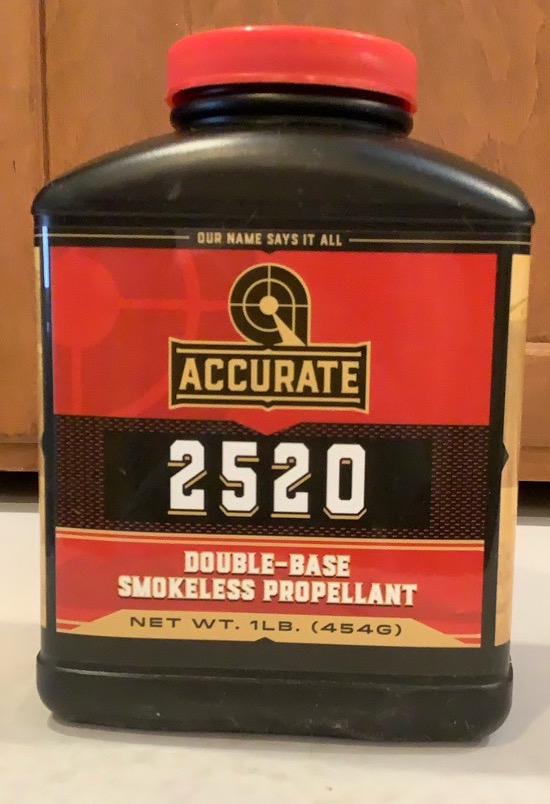 OUR NAME SAYS IT ALL
ACCURATE
2520
DOUBLE-BASE
SMOKELESS PROPELLANT
NET WT. 1LB. (454G)